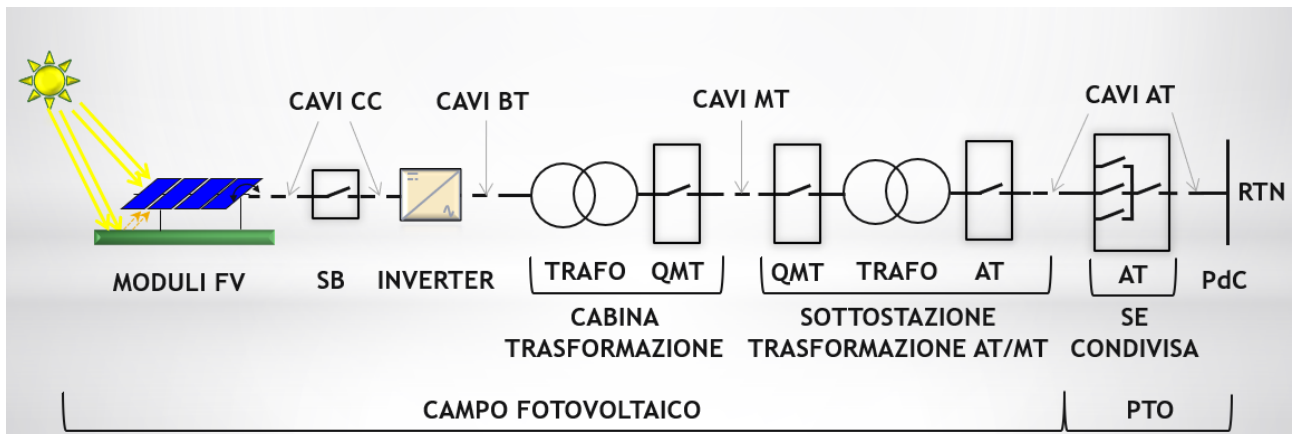 CAVI CC
CAVI BT
CAVI MT
CAVI AT
RTN
MODULI FV
SB
INVERTER
TRAFO
QMT
QMT
TRAFO
AT
AT
PdC
CABINA
TRASFORMAZIONE
SOTTOSTAZIONE
TRASFORMAZIONE AT/MT
SE
CONDIVISA
CAMPO FOTOVOLTAICO
PTO